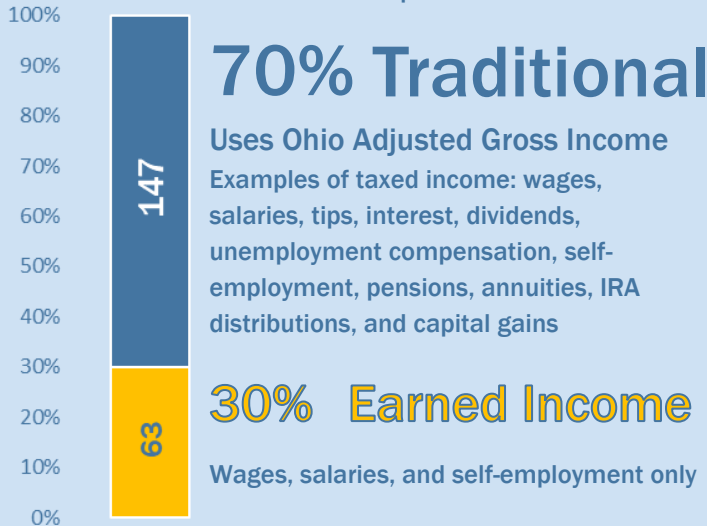 100%
90%
80%
70%
60%
50%
40%
30%
20%
10%
0%
147
63
70% Traditional
Uses Ohio Adjusted Gross Income
Examples of taxed income: wages,
salaries, tips, interest, dividends,
unemployment compensation, self-
employment, pensions, annuities, IRA
distributions, and capital gains
30% Earned Income
Wages, salaries, and self-employment only